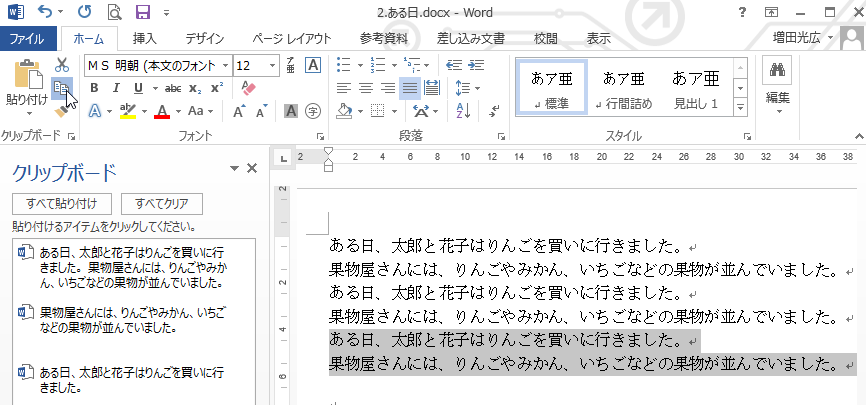 2.ある日.docx - Word
ファイル ホーム 挿入 デザイン ページ レイアウト 参考資料 差し込み文書 校閲 表示 増田光広
貼り付け
クリップボード
ＭＳ 明朝 (本文のフォント 12
B I U abc x₂ x²
A ab A Aa A A A 字
フォント
段落
あア亜 あア亜 あア亜
標準 行間詰め 見出し 1
スタイル
編集
クリップボード
すべて貼り付け すべてクリア
貼り付けるアイテムをクリックしてください。
ある日、太郎と花子はりんごを買いに行
きました。果物屋さんには、りんごやみか
ん、いちごなどの果物が並んでいました。
果物屋さんには、りんごやみかん、いちご
などの果物が並んでいました。
ある日、太郎と花子はりんごを買いに行
きました。
2 2 4 6 8 10 12 14 16 18 20 22 24 26 28 30 32 34 36 38
2
2
4
6
ある日、太郎と花子はりんごを買いに行きました。
果物屋さんには、りんごやみかん、いちごなどの果物が並んでいました。
ある日、太郎と花子はりんごを買いに行きました。
果物屋さんには、りんごやみかん、いちごなどの果物が並んでいました。
ある日、太郎と花子はりんごを買いに行きました。
果物屋さんには、りんごやみかん、いちごなどの果物が並んでいました。